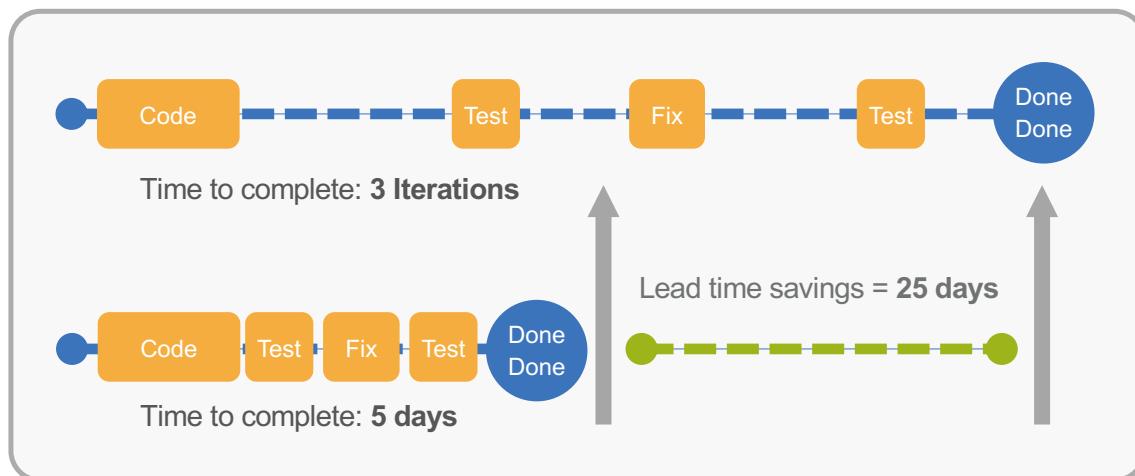 Code
Test
Fix
Test
Done
Done
Time to complete: 3 Iterations
Lead time savings = 25 days
Code
Test
Fix
Test
Done
Done
Time to complete: 5 days